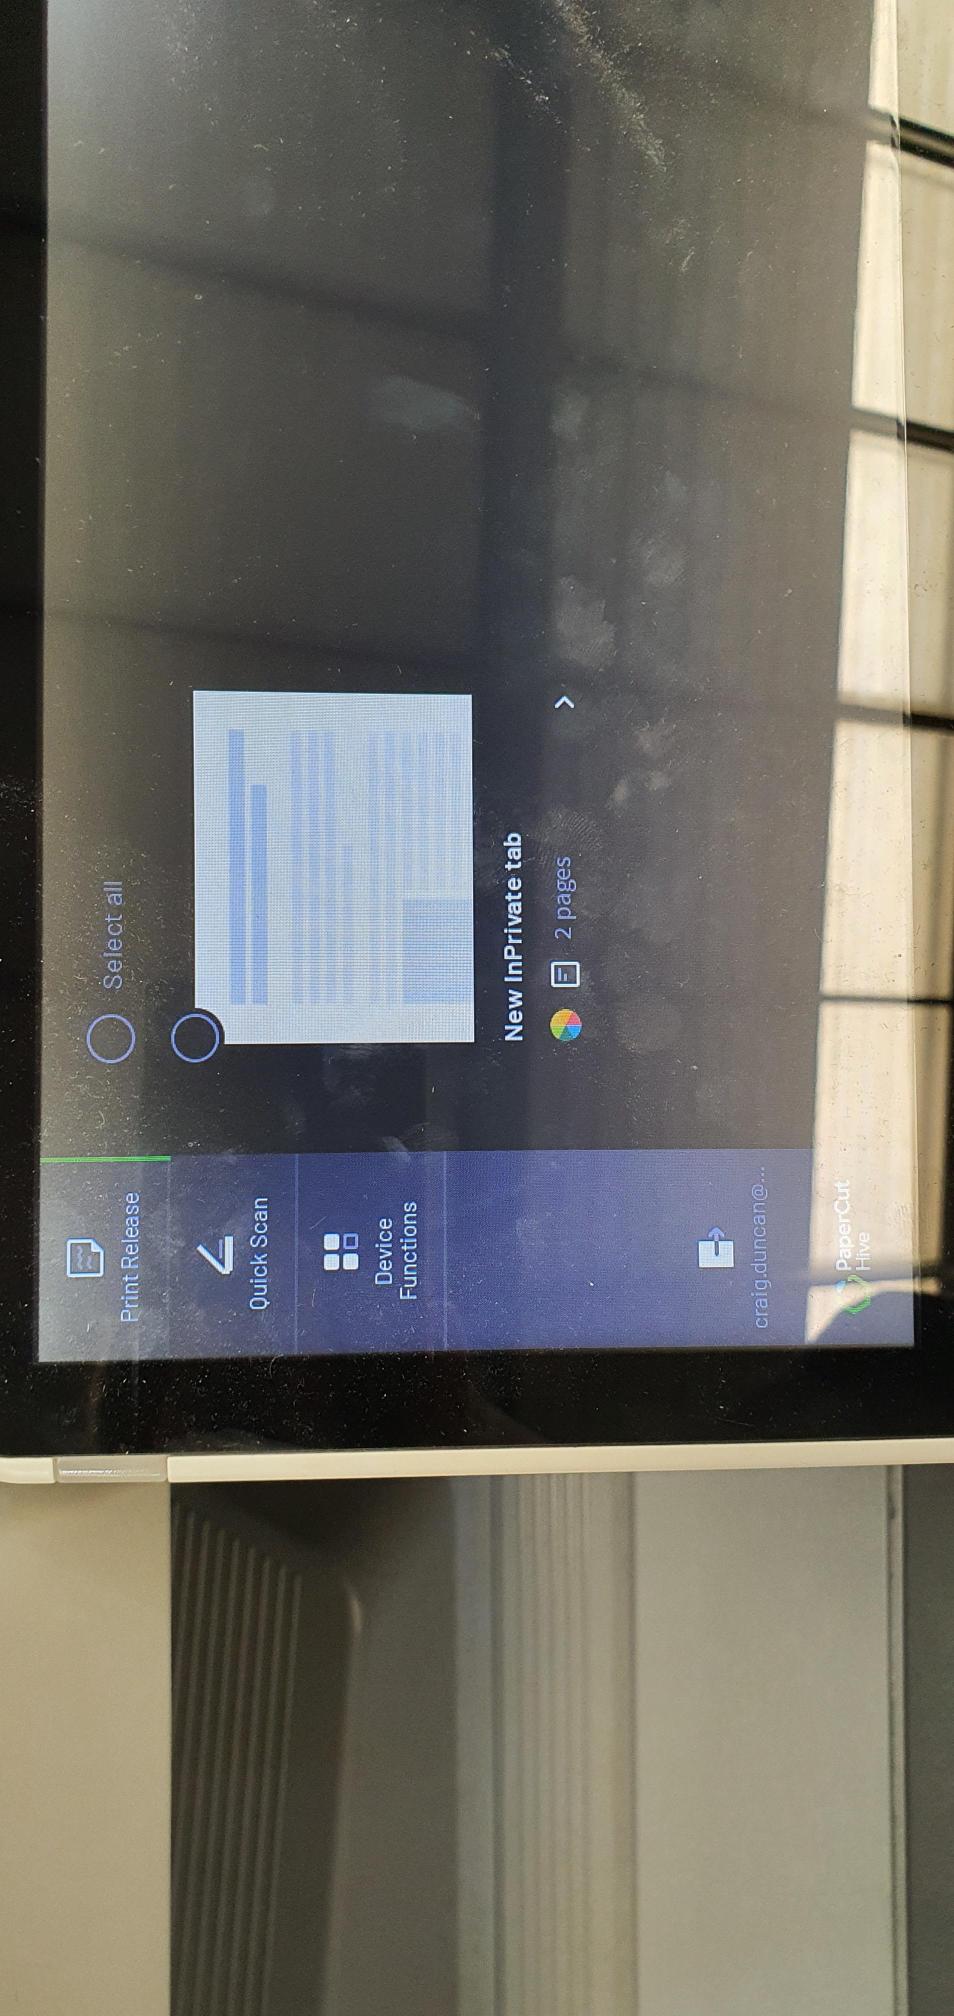 Print Release
Quick Scan
Device
Functions
craig.duncan@...
PaperCut
Hive
Select all
New InPrivate tab
2 pages